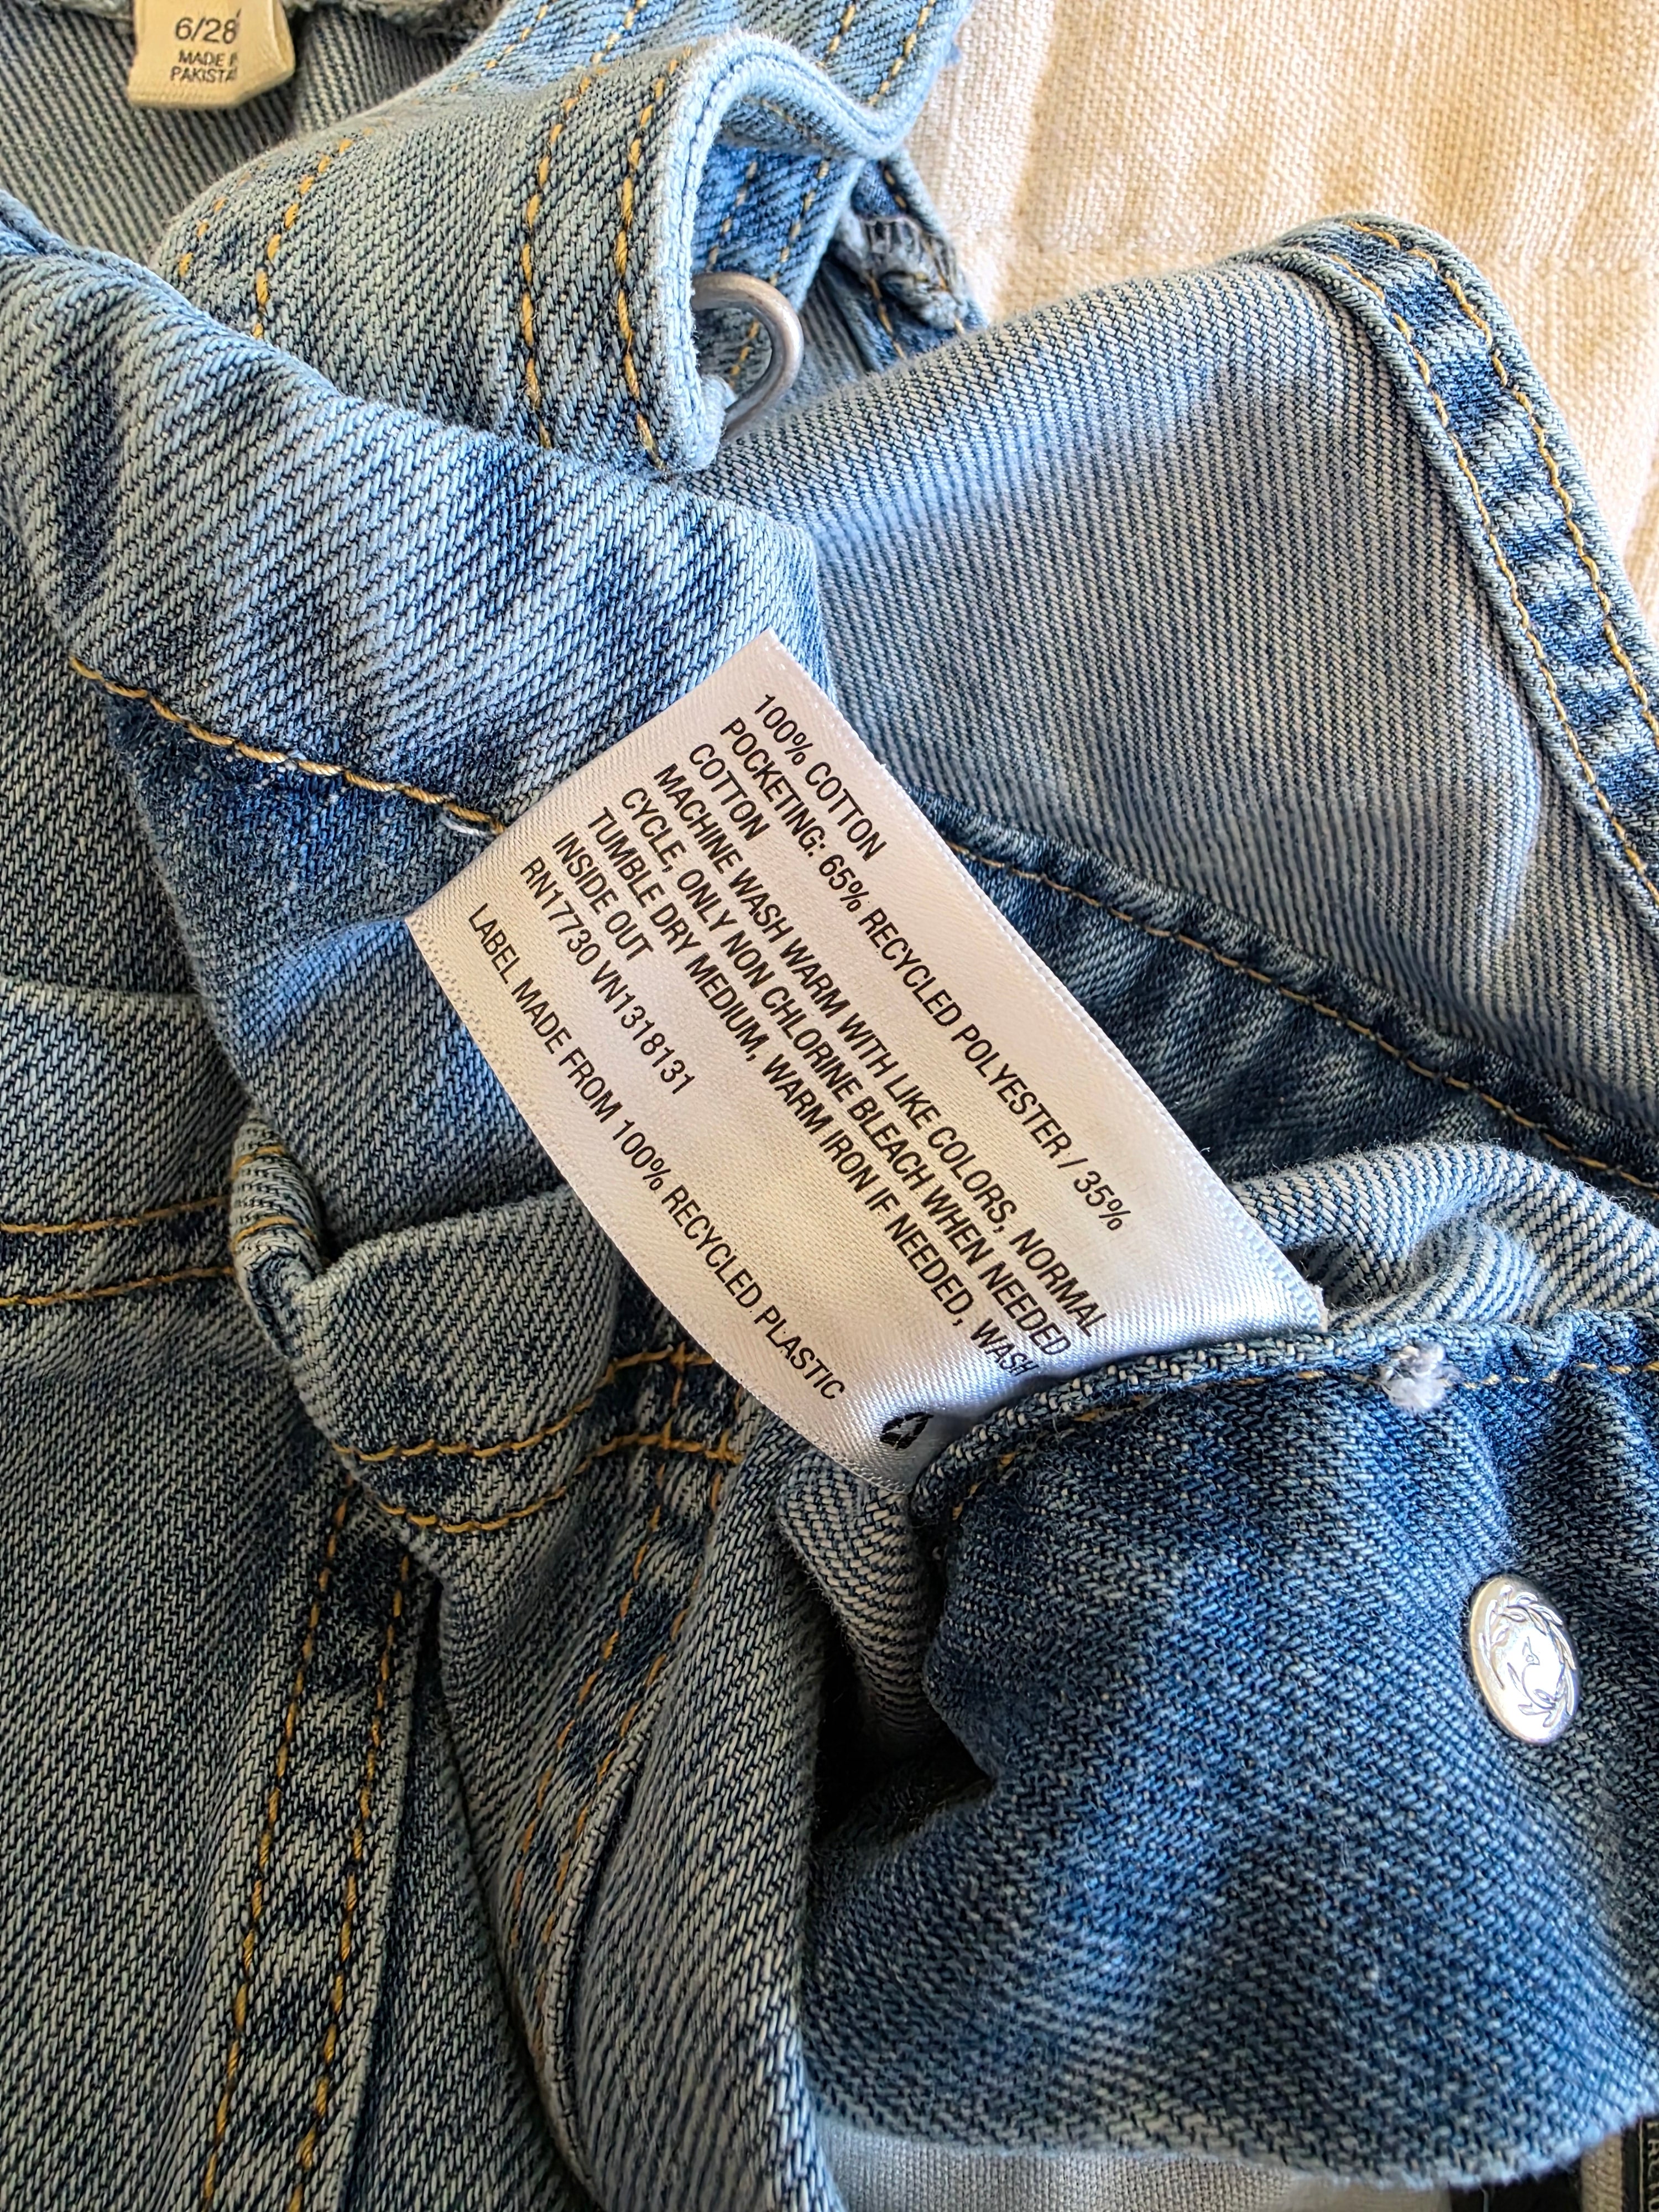 6/28
MADE
100% COTTON
POCKETING: 65% RECYCLED POLYESTER / 35%
COTTON
MACHINE WASH WARM WITH LIKE COLORS, NORMAL
CYCLE, ONLY NON CHLORINE BLEACH WHEN NEEDED
TUMBLE DRY MEDIUM, WARM IRON IF NEEDED, WASH
INSIDE OUT
RN17730 VN1318131
LABEL MADE FROM 100% RECYCLED PLASTIC